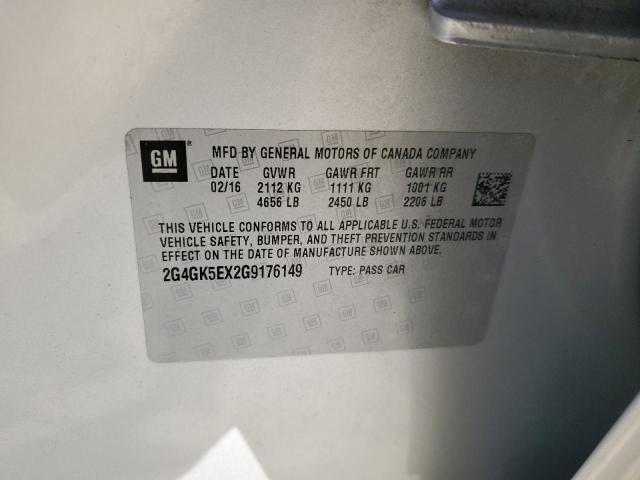 GM ®
MFD BY GENERAL MOTORS OF CANADA COMPANY
DATE GVWR GAWR FRT GAWR RR
02/16 2112 KG 1111 KG 1001 KG
4656 LB 2450 LB 2206 LB
THIS VEHICLE CONFORMS TO ALL APPLICABLE U.S. FEDERAL MOTOR
VEHICLE SAFETY, BUMPER, AND THEFT PREVENTION STANDARDS IN
EFFECT ON THE DATE OF MANUFACTURE SHOWN ABOVE.
2G4GK5EX2G9176149 TYPE: PASS CAR